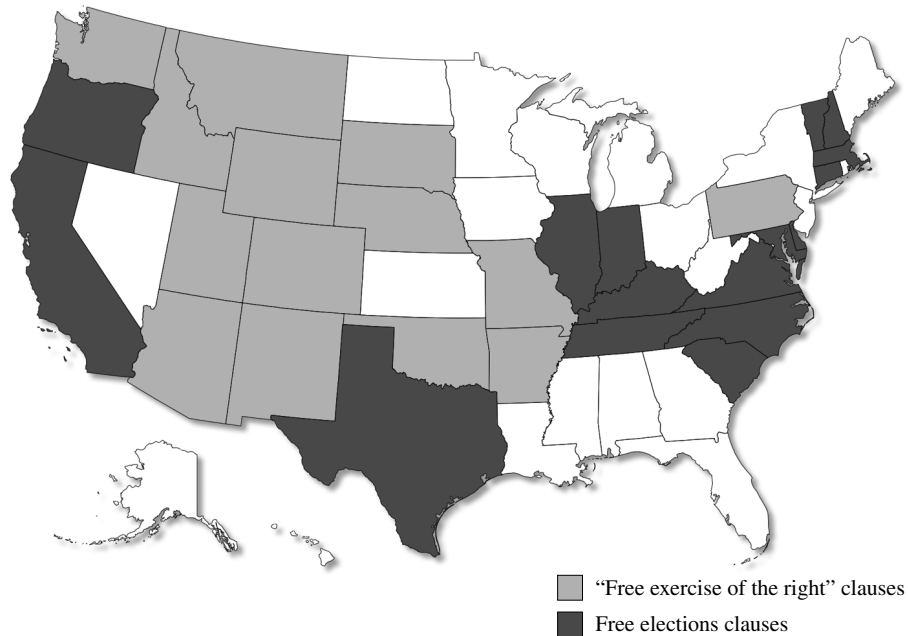 “Free exercise of the right” clauses
Free elections clauses